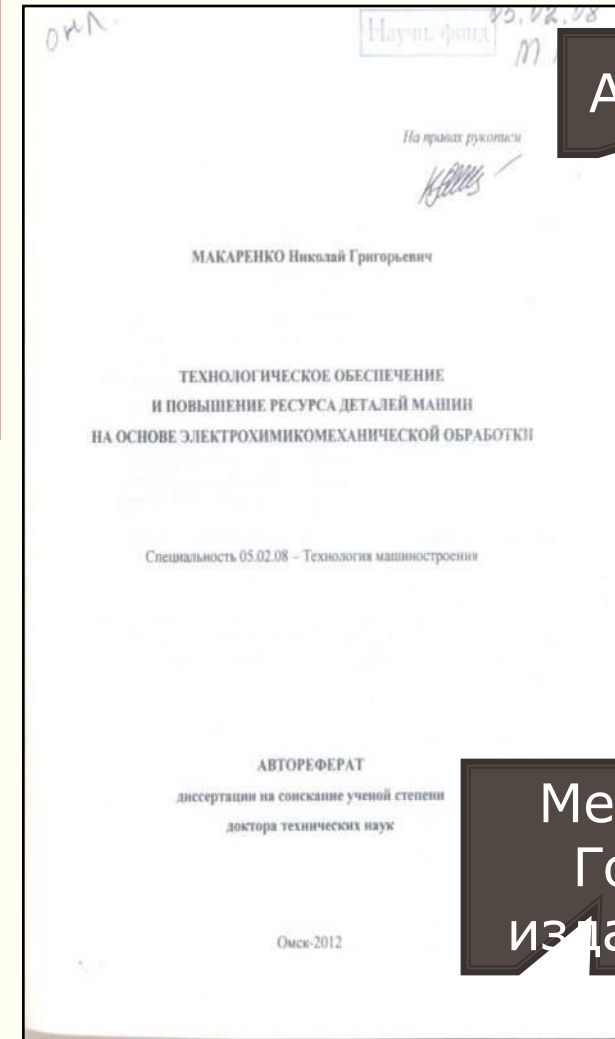 05.02.08
Научн. фонд
М
А
На правах рукописи
МАКАРЕНКО Николай Григорьевич
ТЕХНОЛОГИЧЕСКОЕ ОБЕСПЕЧЕНИЕ
И ПОВЫШЕНИЕ РЕСУРСА ДЕТАЛЕЙ МАШИН
НА ОСНОВЕ ЭЛЕКТРОХИМИКОМЕХАНИЧЕСКОЙ ОБРАБОТКИ
Специальность 05.02.08 – Технология машиностроения
АВТОРЕФЕРАТ
диссертации на соискание ученой степени
доктора технических наук
Ме
Го
изда
Омск-2012